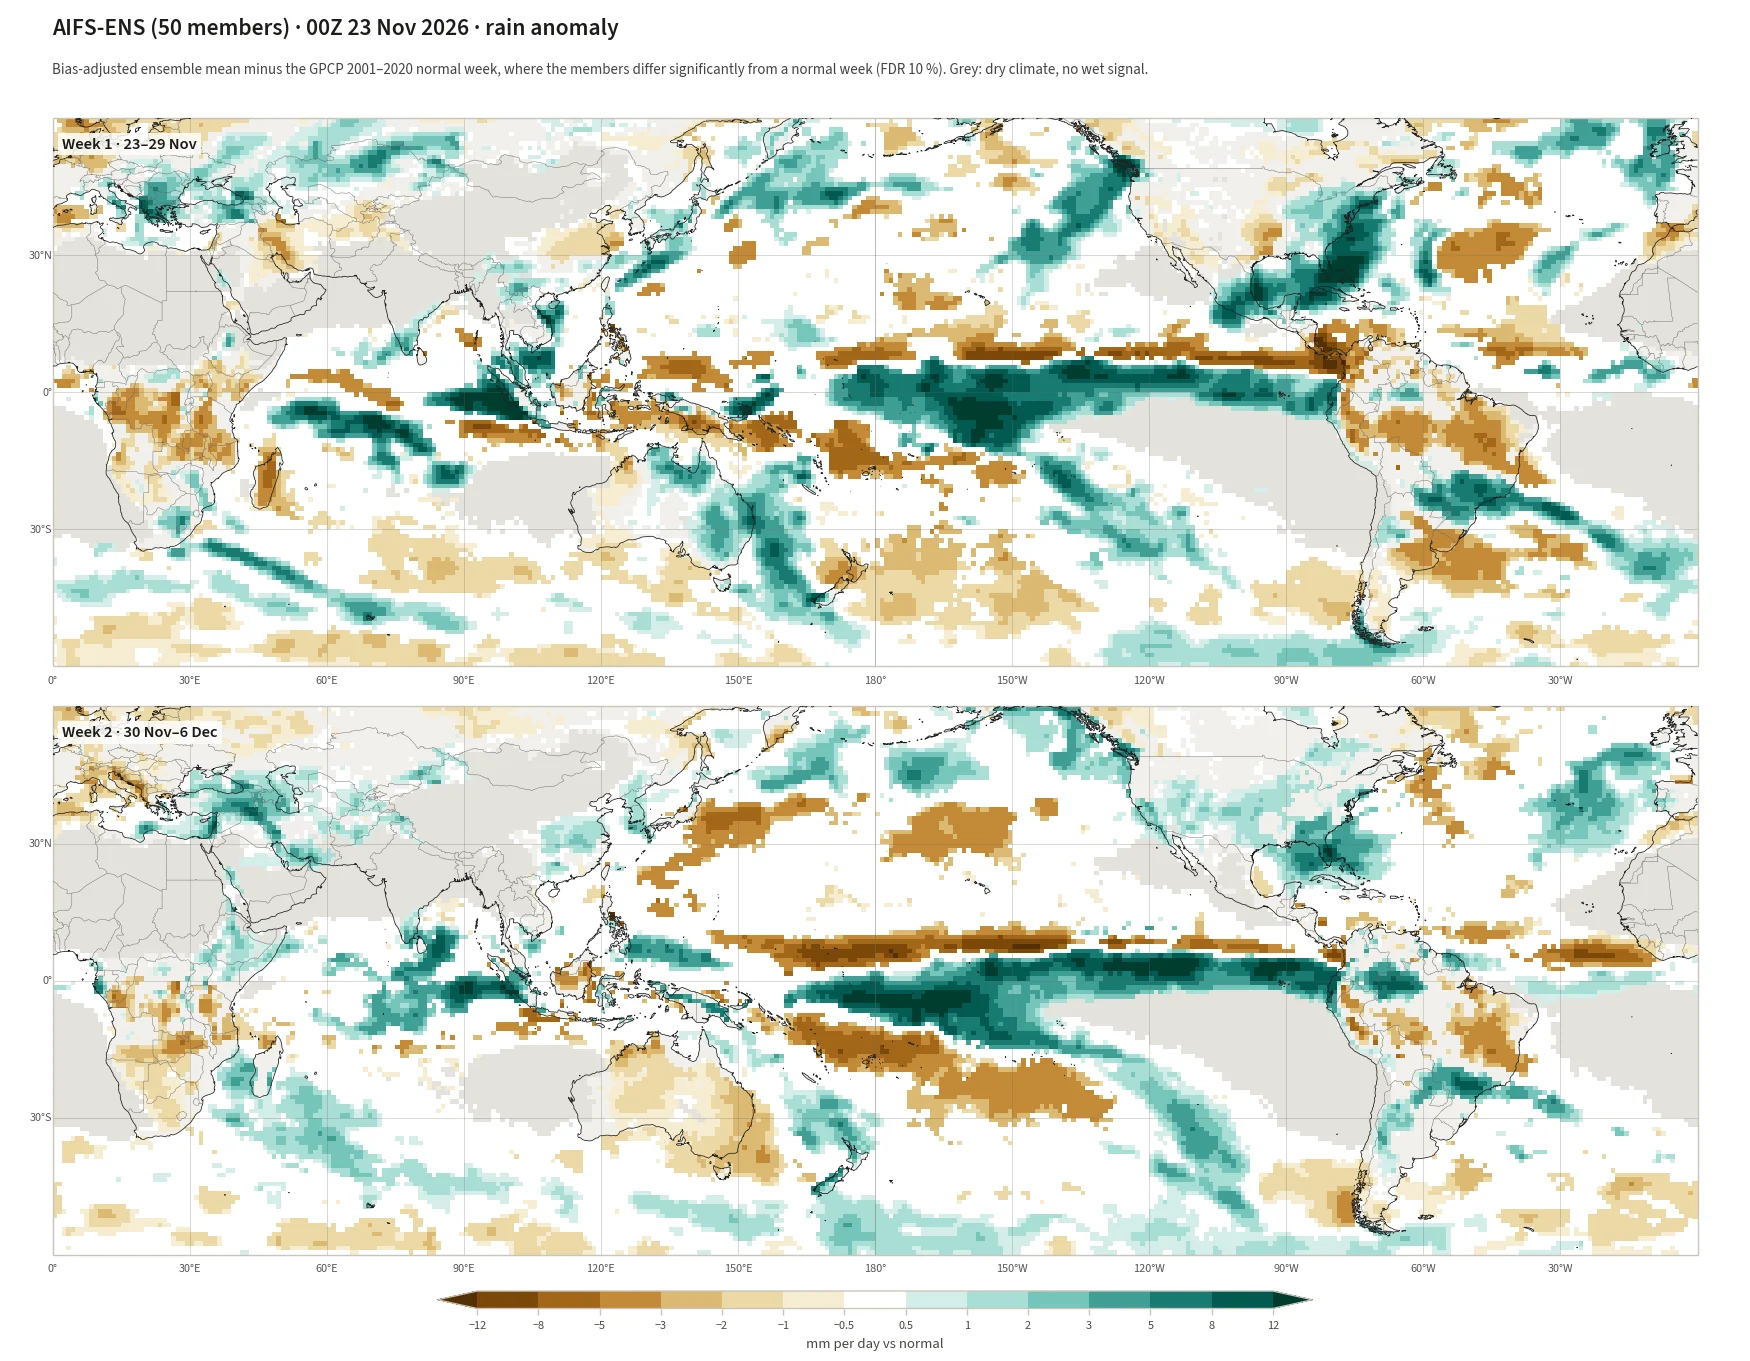 AIFS-ENS (50 members) · 00Z 23 Nov 2026 · rain anomaly
Bias-adjusted ensemble mean minus the GPCP 2001–2020 normal week, where the members differ significantly from a normal week (FDR 10 %). Grey: dry climate, no wet signal.
Week 1 · 23–29 Nov
30°N
0°
30°S
0° 30°E 60°E 90°E 120°E 150°E 180° 150°W 120°W 90°W 60°W 30°W
Week 2 · 30 Nov–6 Dec
30°N
0°
30°S
0° 30°E 60°E 90°E 120°E 150°E 180° 150°W 120°W 90°W 60°W 30°W
−12 −8 −5 −3 −2 −1 −0.5 0.5 1 2 3 5 8 12
mm per day vs normal